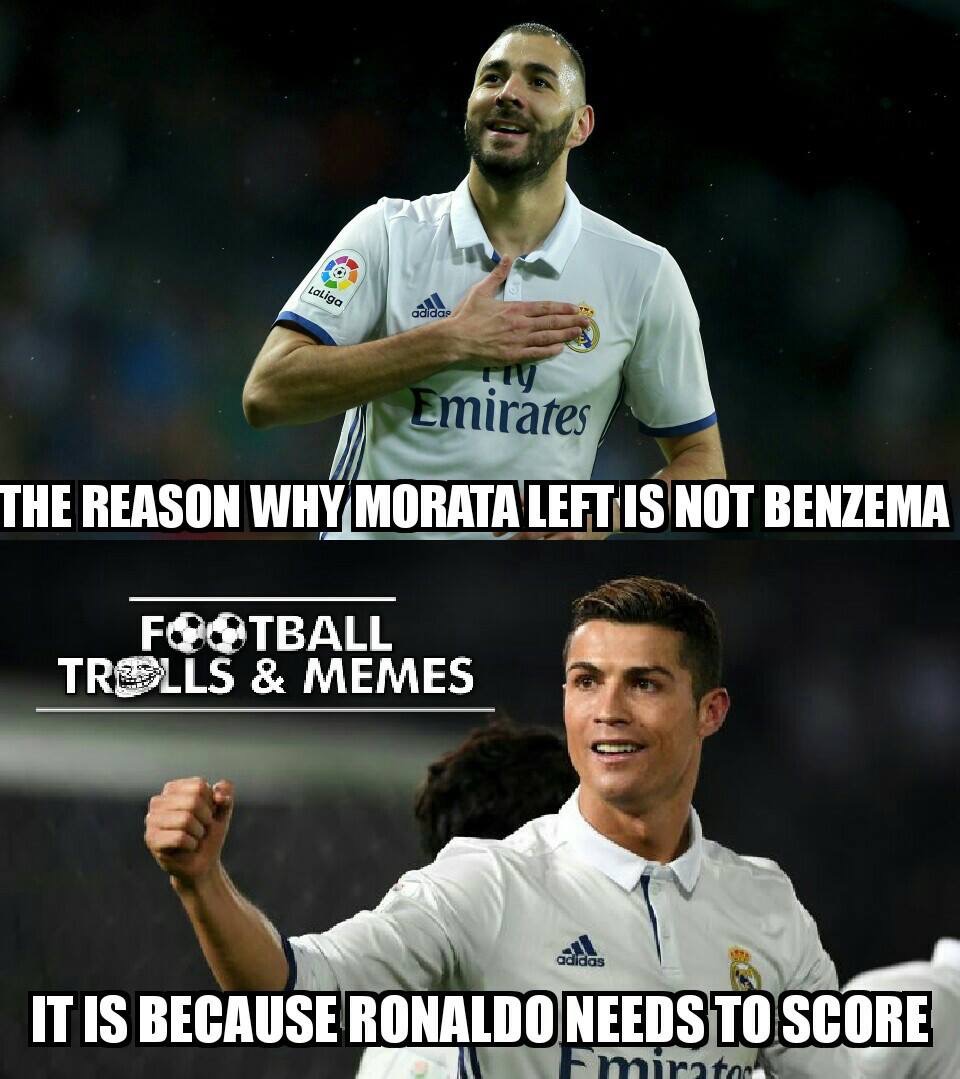 LaLiga
adidas
Fly
Emirates
THE REASON WHY MORATA LEFT IS NOT BENZEMA
FOOTBALL
TROLLS & MEMES
adidas
IT IS BECAUSE RONALDO NEEDS TO SCORE
Emirates